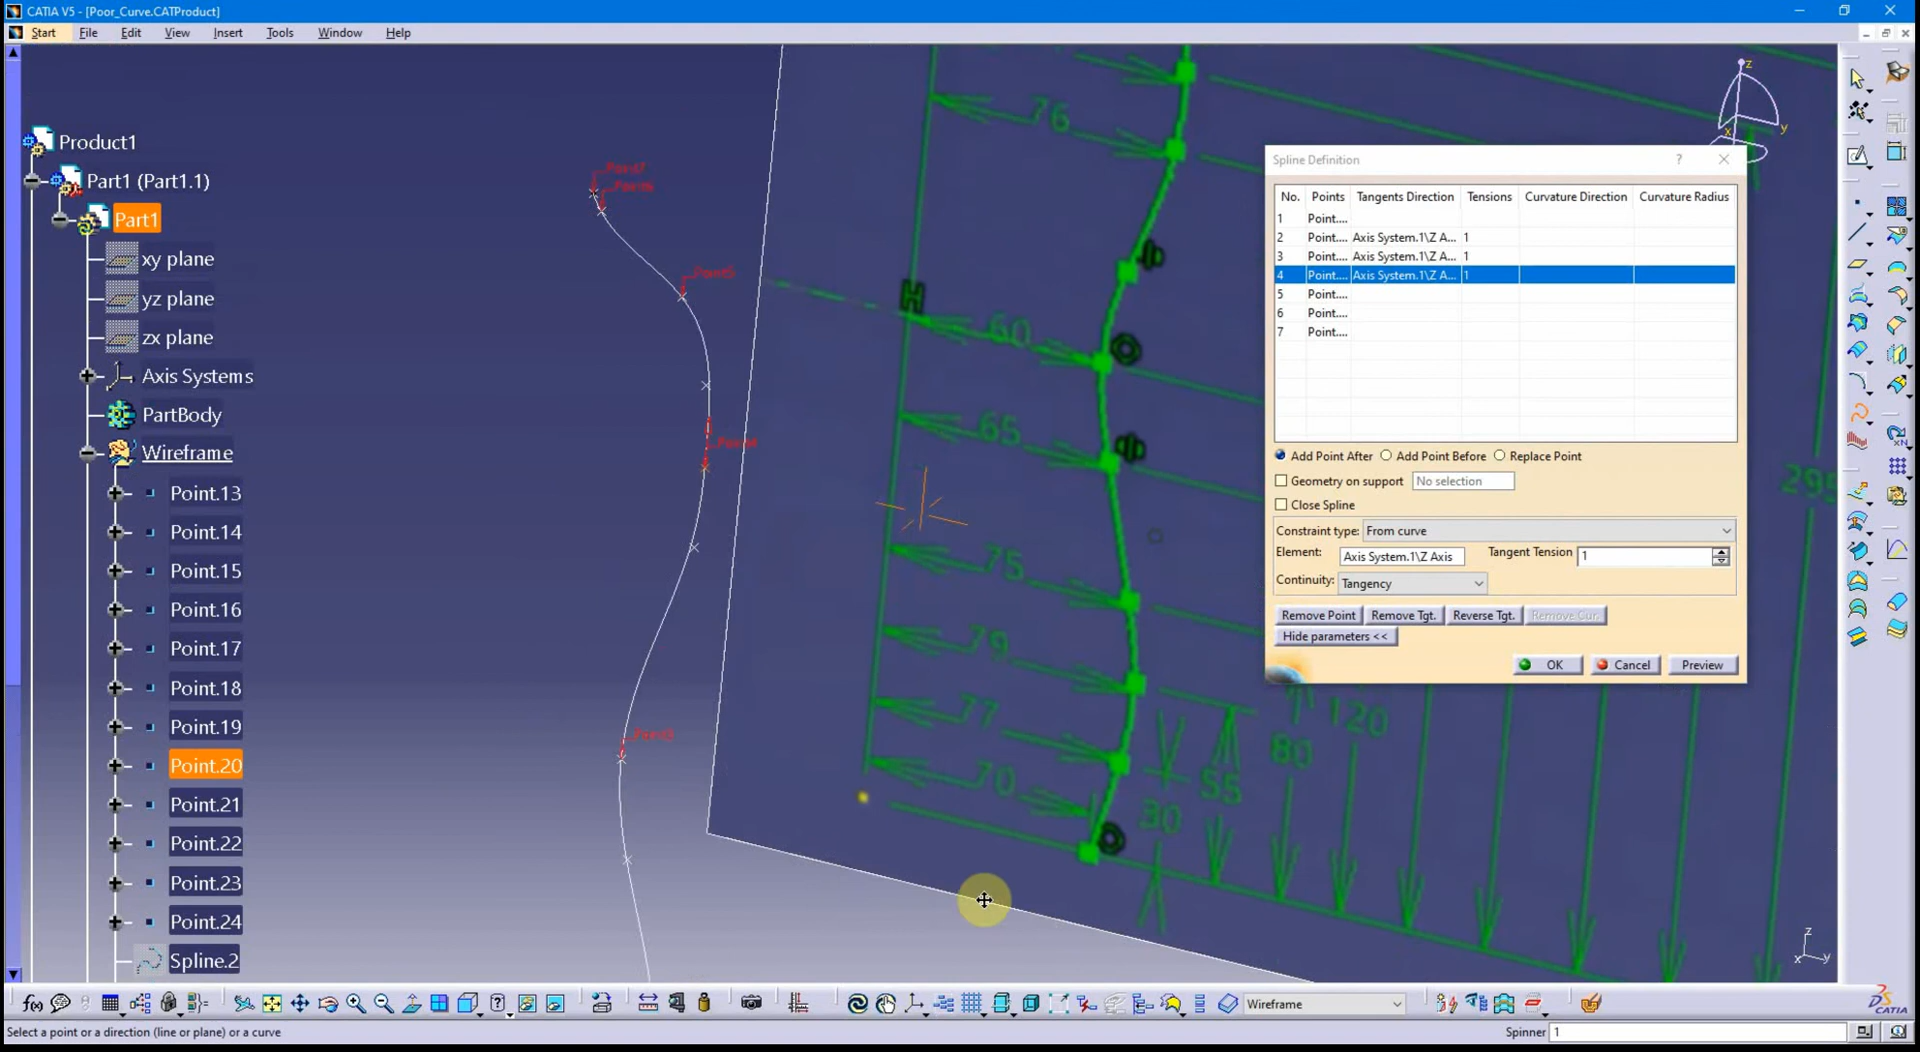 CATIA V5 - [Poor_Curve.CATProduct]
Start File Edit View Insert Tools Window Help
Product1
Part1 (Part1.1)
Part1
xy plane
yz plane
zx plane
Axis Systems
PartBody
Wireframe
Point.13
Point.14
Point.15
Point.16
Point.17
Point.18
Point.19
Point.20
Point.21
Point.22
Point.23
Point.24
Spline.2
76
H
60
65
75
79
77
70
30
55
80
120
z
y
x
Spline Definition
No. Points Tangents Direction Tensions Curvature Direction Curvature Radius
1 Point....
2 Point.... Axis System.1\Z A... 1
3 Point.... Axis System.1\Z A... 1
4 Point.... Axis System.1\Z A... 1
5 Point....
6 Point....
7 Point....
Add Point After Add Point Before Replace Point
Geometry on support No selection
Close Spline
Constraint type: From curve
Element: Axis System.1\Z Axis Tangent Tension 1
Continuity: Tangency
Remove Point Remove Tgt. Reverse Tgt. Remove Cur.
Hide parameters <<
OK Cancel Preview
z
x y
f(x) Wireframe
CATIA
Select a point or a direction (line or plane) or a curve
Spinner 1